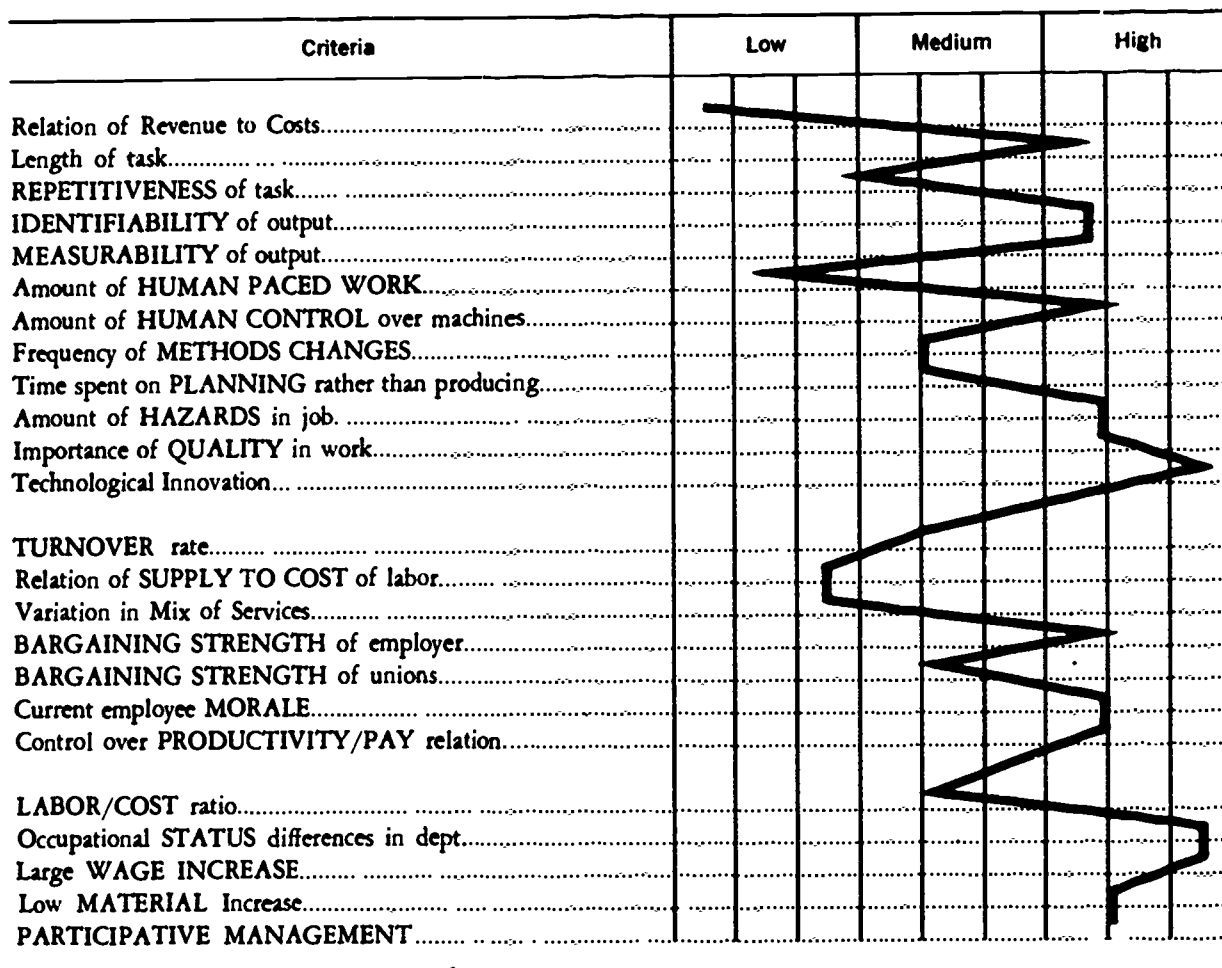 Criteria Low Medium High
Relation of Revenue to Costs
Length of task
REPETITIVENESS of task
IDENTIFIABILITY of output
MEASURABILITY of output
Amount of HUMAN PACED WORK
Amount of HUMAN CONTROL over machines
Frequency of METHODS CHANGES
Time spent on PLANNING rather than producing
Amount of HAZARDS in job.
Importance of QUALITY in work
Technological Innovation
TURNOVER rate
Relation of SUPPLY TO COST of labor
Variation in Mix of Services
BARGAINING STRENGTH of employer
BARGAINING STRENGTH of unions
Current employee MORALE
Control over PRODUCTIVITY/PAY relation
LABOR/COST ratio
Occupational STATUS differences in dept.
Large WAGE INCREASE
Low MATERIAL Increase
PARTICIPATIVE MANAGEMENT